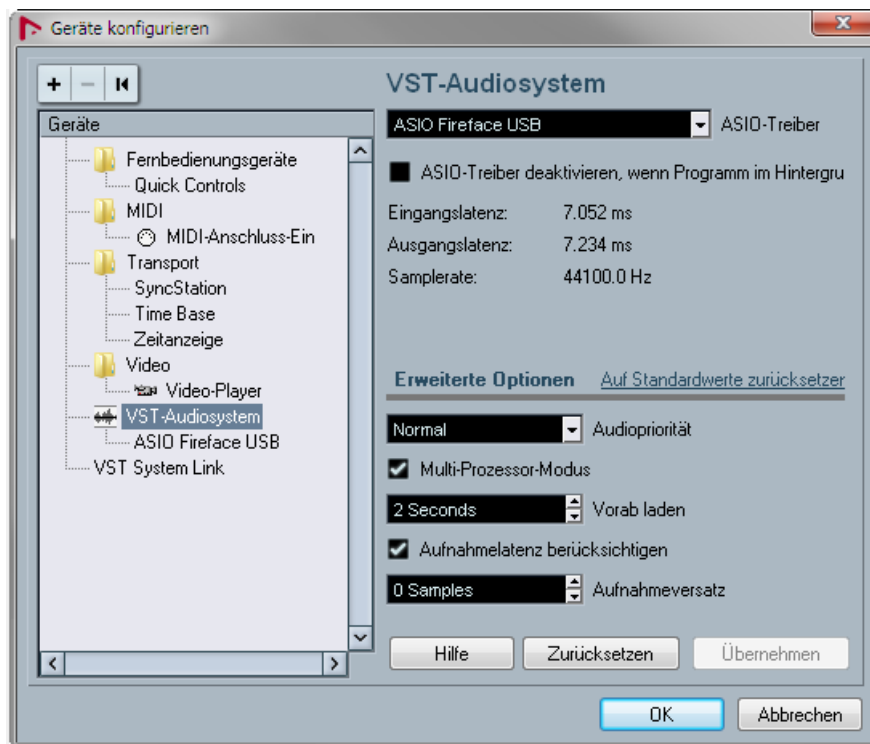 Geräte konfigurieren
Geräte
Fernbedienungsgeräte
Quick Controls
MIDI
MIDI-Anschluss-Ein
Transport
SyncStation
Time Base
Zeitanzeige
Video
Video-Player
VST-Audiosystem
ASIO Fireface USB
VST System Link
VST-Audiosystem
ASIO Fireface USB ASIO-Treiber
ASIO-Treiber deaktivieren, wenn Programm im Hintergru
Eingangslatenz: 7.052 ms
Ausgangslatenz: 7.234 ms
Samplerate: 44100.0 Hz
Erweiterte Optionen Auf Standardwerte zurücksetzer
Normal Audiopriorität
Multi-Prozessor-Modus
2 Seconds Vorab laden
Aufnahmelatenz berücksichtigen
0 Samples Aufnahmeversatz
Hilfe Zurücksetzen Übernehmen
OK Abbrechen